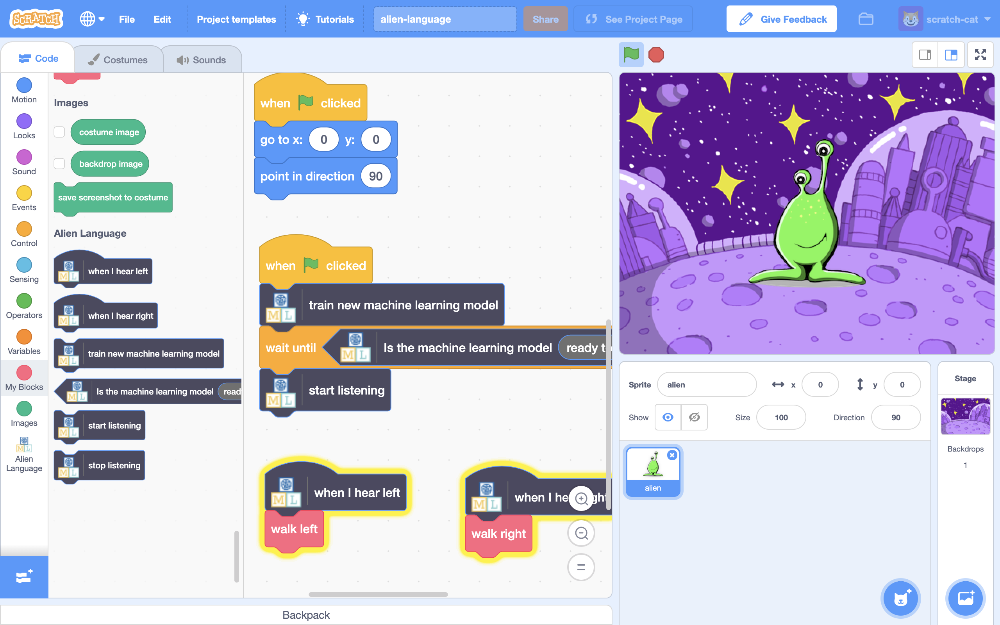 SCRATCH File Edit Project templates Tutorials alien-language Share See Project Page Give Feedback scratch-cat
Code Costumes Sounds
Motion
Looks
Sound
Events
Control
Sensing
Operators
Variables
My Blocks
Images
M L
Alien
Language
Images
costume image
backdrop image
save screenshot to costume
Alien Language
M L when I hear left
M L when I hear right
M L train new machine learning model
M L Is the machine learning model
M L start listening
M L stop listening
when clicked
go to x: 0 y: 0
point in direction 90
when clicked
M L train new machine learning model
wait until M L Is the machine learning model ready
M L start listening
M L when I hear left
walk left
M L when I
walk right
Backpack
Sprite alien x 0 y 0
Show Size 100 Direction 90
alien
Stage
Backdrops
1